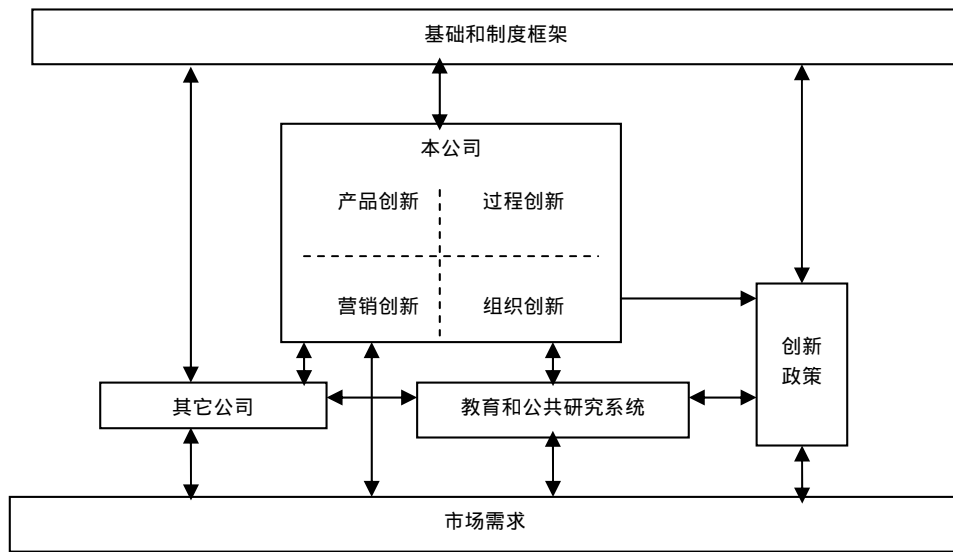 基础和制度框架
本公司
产品创新
过程创新
营销创新
组织创新
创新
政策
其它公司
教育和公共研究系统
市场需求